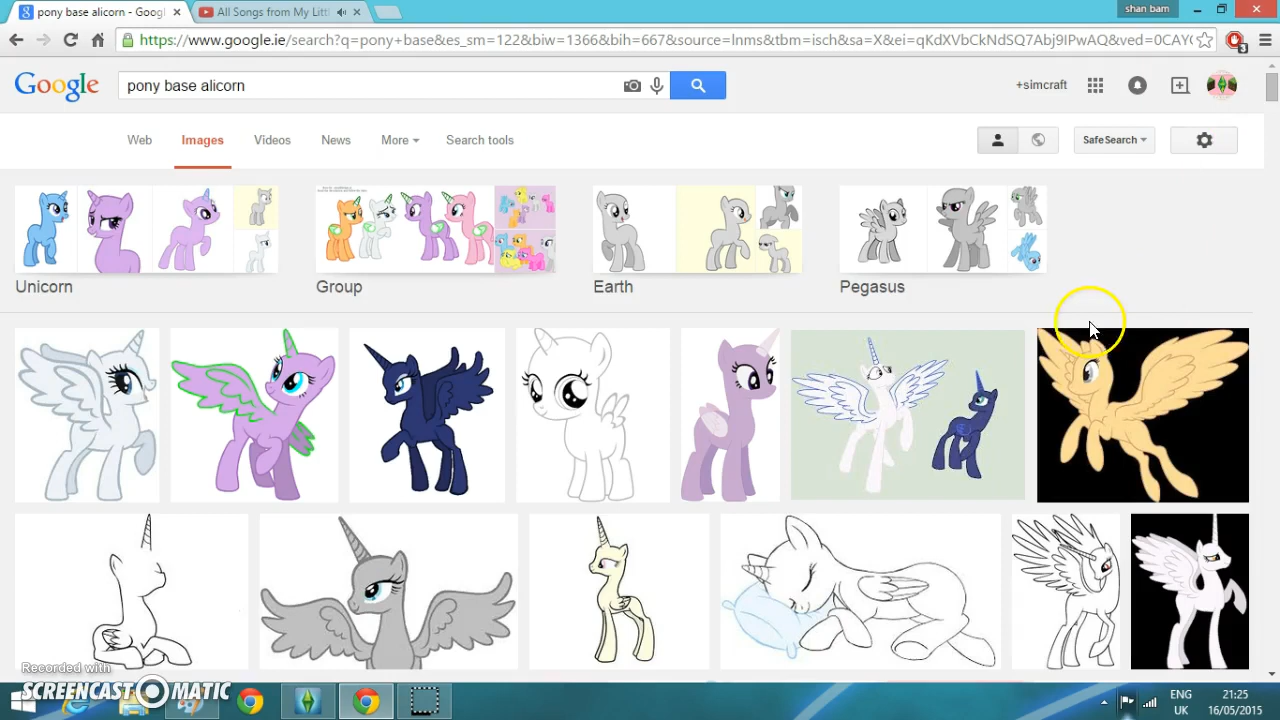 pony base alicorn - Googl
All Songs from My Littl
shan bam
https://www.google.ie/search?q=pony+base&es_sm=122&biw=1366&bih=667&source=lnms&tbm=isch&sa=X&ei=qKdXVbCkNdSQ7Abj9IPwAQ&ved=0CAYQ
3
Google
pony base alicorn
+simcraft
Web
Images
Videos
News
More
Search tools
SafeSearch
Unicorn
Group
Earth
Pegasus
Recorded with
SCREENCAST-O-MATIC
ENG
UK
21:25
16/05/2015